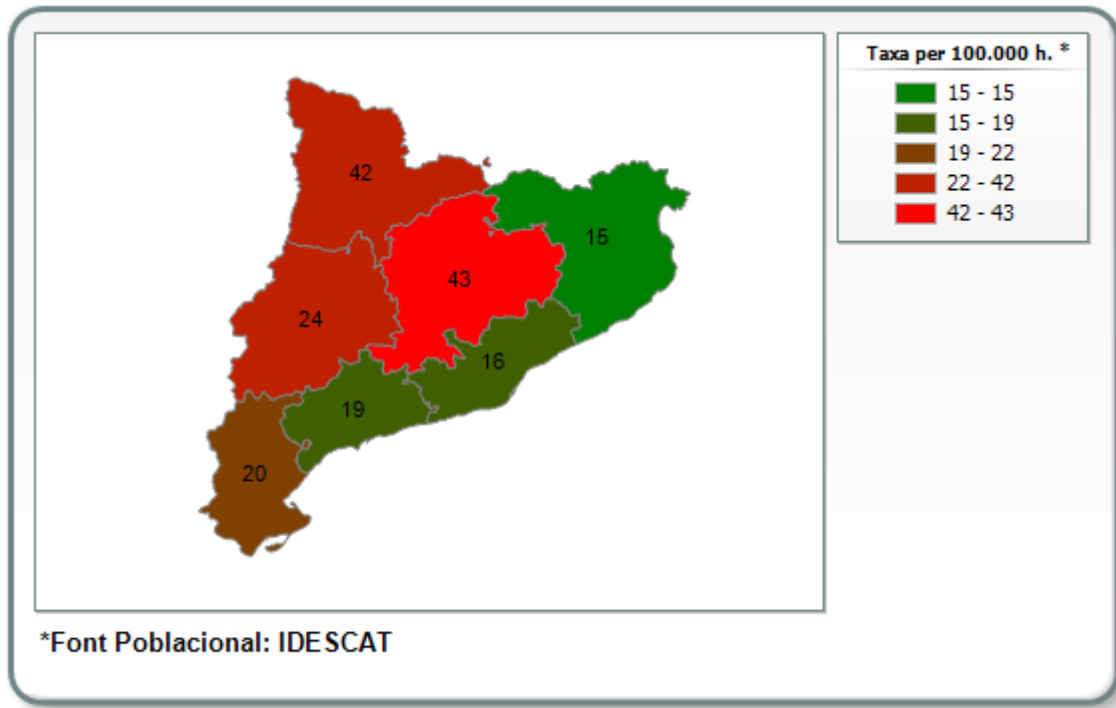 Taxa per 100.000 h. *
15 - 15
15 - 19
19 - 22
22 - 42
42 - 43
42
15
43
24
16
19
20
*Font Poblacional: IDESCAT